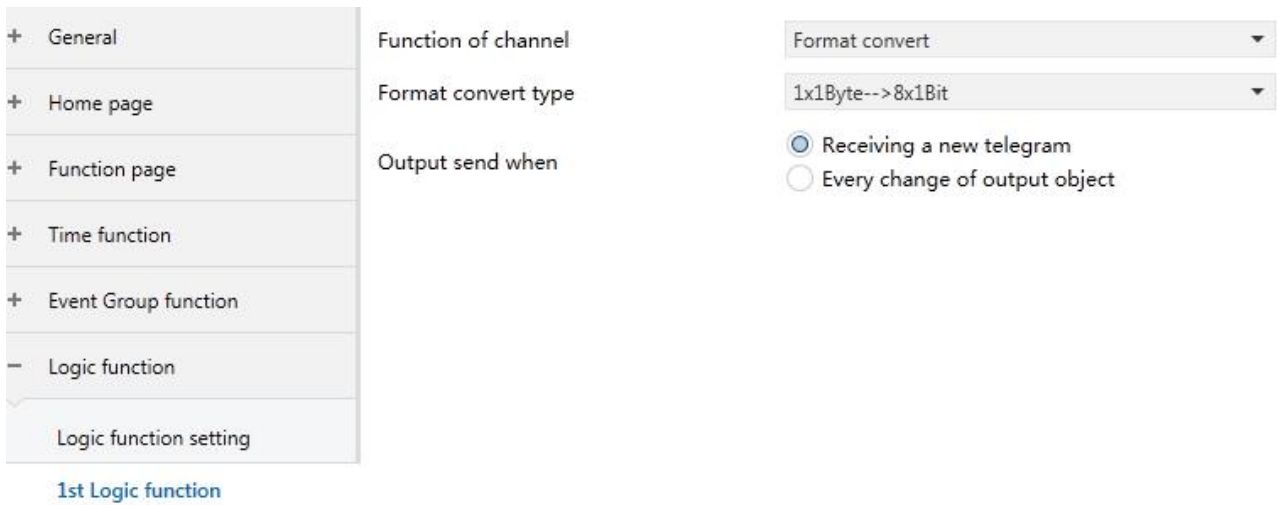 General
Home page
Function page
Time function
Event Group function
Logic function
Logic function setting
1st Logic function
Function of channel
Format convert
Format convert type
1x1Byte-->8x1Bit
Output send when
Receiving a new telegram
Every change of output object